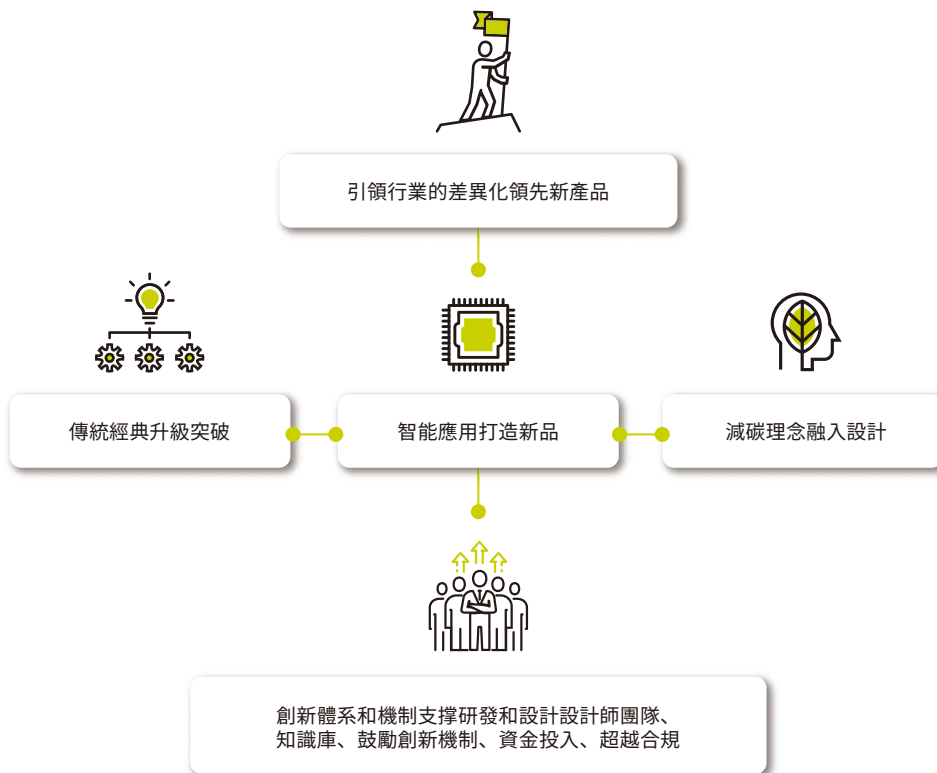 引領行業的差異化領先新產品
傳統經典升級突破
智能應用打造新品
減碳理念融入設計
創新體系和機制支撐研發和設計設計師團隊、
知識庫、鼓勵創新機制、資金投入、超越合規